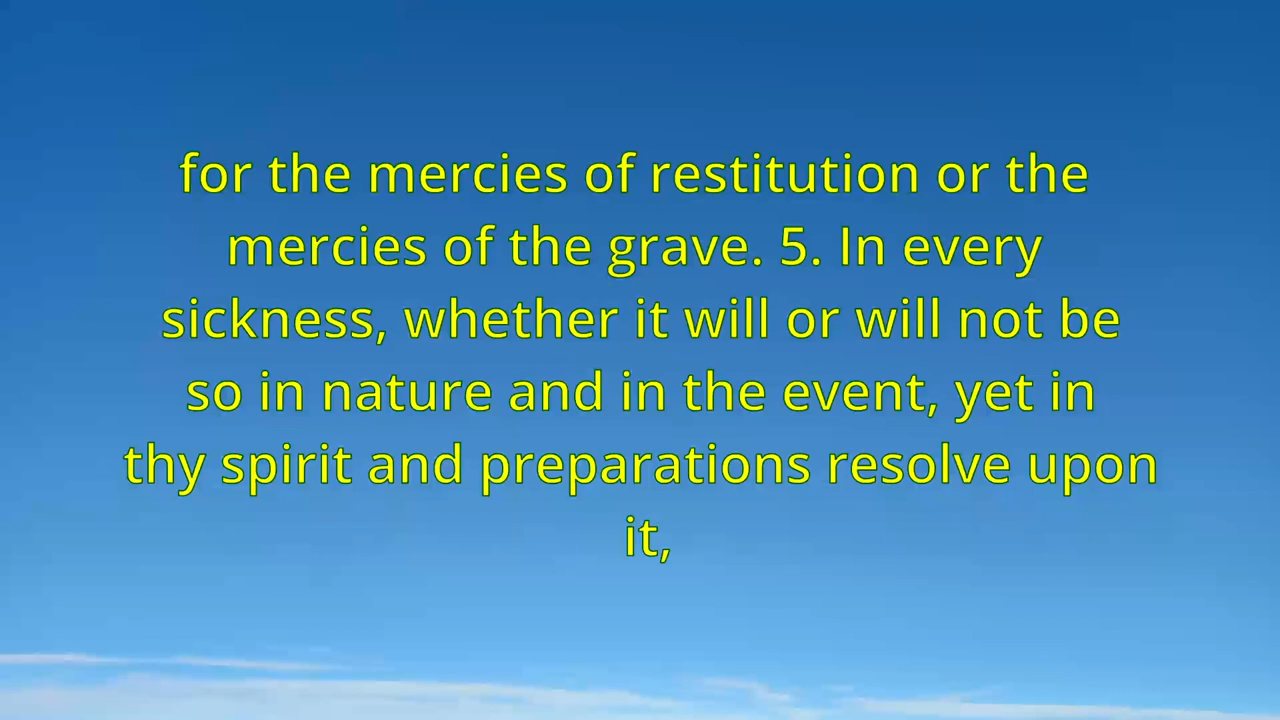 for the mercies of restitution or the
mercies of the grave. 5. In every
sickness, whether it will or will not be
so in nature and in the event, yet in
thy spirit and preparations resolve upon
it,